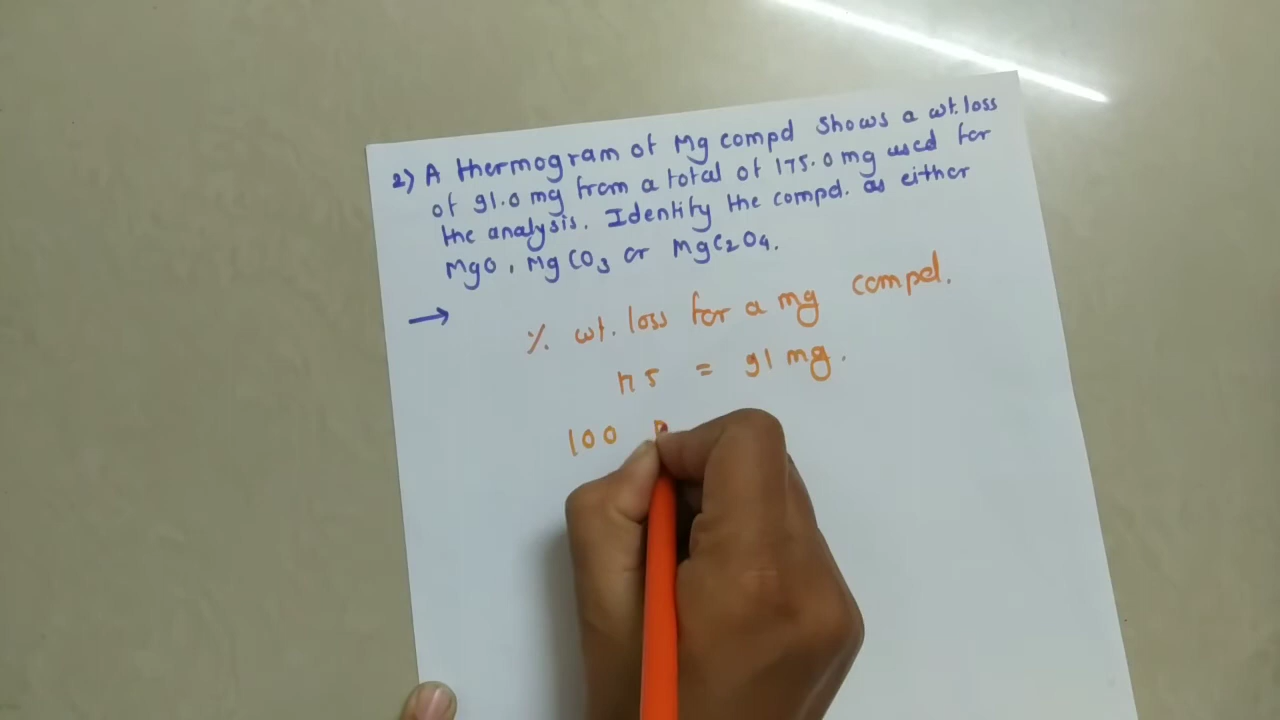 2) A thermogram of Mg compd shows a wt. loss
of 91.0 mg from a total of 175.0 mg used for
the analysis. Identify the compd. as either
MgO, MgCO3 or MgC2O4.
→ % wt. loss for a mg compd.
175 = 91 mg.
100